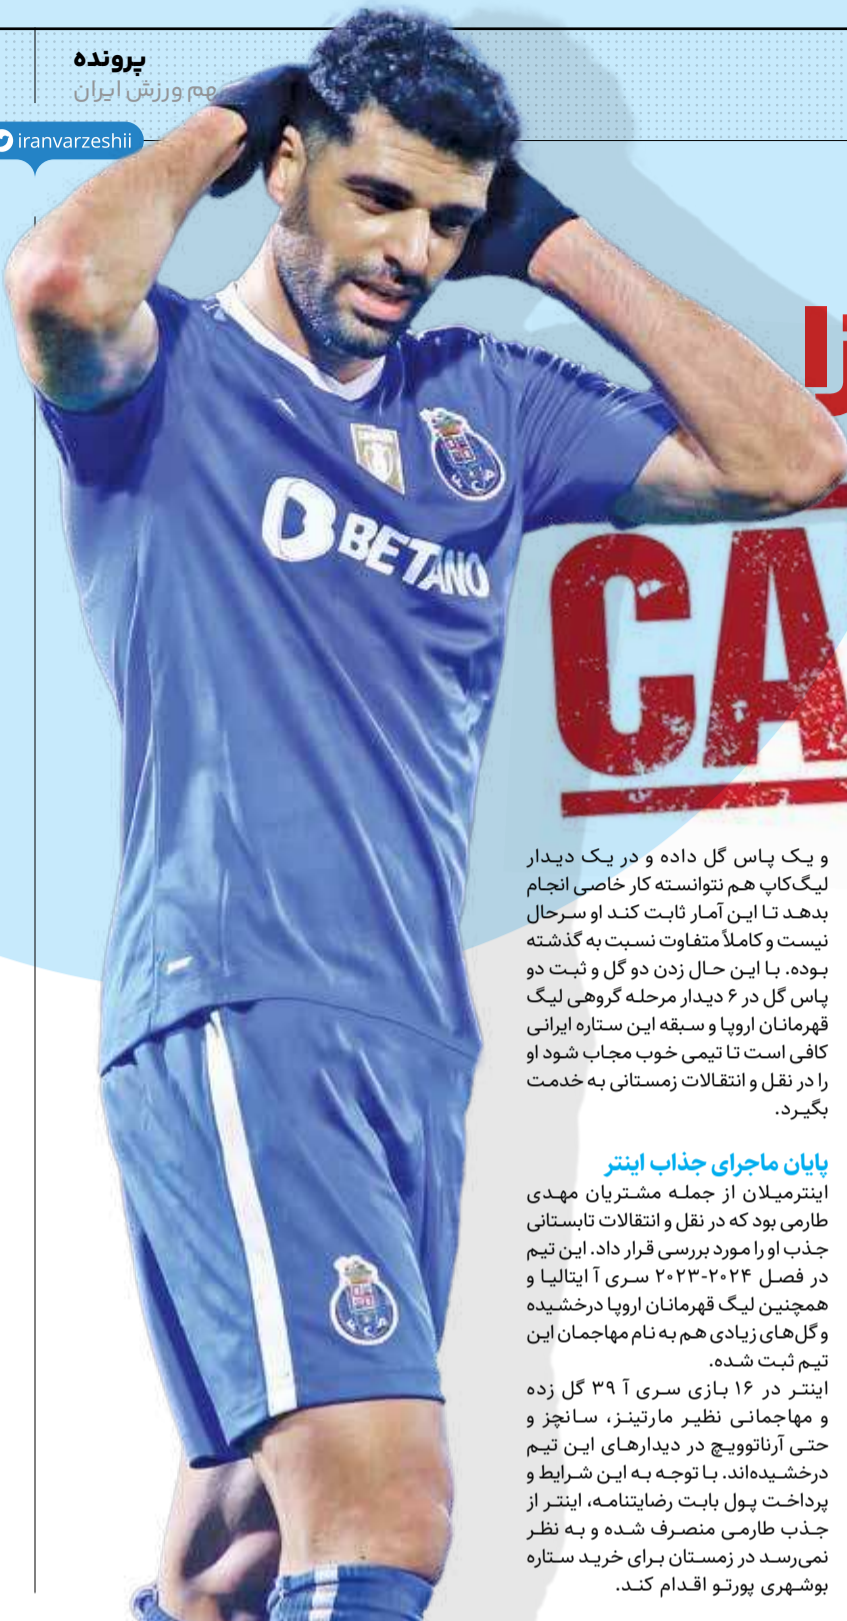 پرونده
هم ورزش ایران
iranvarzeshii
زا
BETANO
CA
و یک پاس گل داده و در یک دیدار
لیگ‌کاپ هم نتوانسته کار خاصی انجام
بدهد تا این آمار ثابت کند او سرحال
نیست و کاملاً متفاوت نسبت به گذشته
بوده. با این حال زدن دو گل و ثبت دو
پاس گل در ۶ دیدار مرحله گروهی لیگ
قهرمانان اروپا و سبقه این ستاره ایرانی
کافی است تا تیمی خوب مجاب شود او
را در نقل و انتقالات زمستانی به خدمت
بگیرد.
پایان ماجرای جذاب اینتر
اینترمیلان از جمله مشتریان مهدی
طارمی بود که در نقل و انتقالات تابستانی
جذب او را مورد بررسی قرار داد. این تیم
در فصل ۲۰۲۴-۲۰۲۳ سری آ ایتالیا و
همچنین لیگ قهرمانان اروپا درخشیده
و گل‌های زیادی هم به نام مهاجمان این
تیم ثبت شده.
اینتر در ۱۶ بازی سری آ ۳۹ گل زده
و مهاجمانی نظیر مارتینز، سانچز و
حتی آرناتوویچ در دیدارهای این تیم
درخشیده‌اند. با توجه به این شرایط و
پرداخت پول بابت رضایتنامه، اینتر از
جذب طارمی منصرف شده و به نظر
نمی‌رسد در زمستان برای خرید ستاره
بوشهری پورتو اقدام کند.